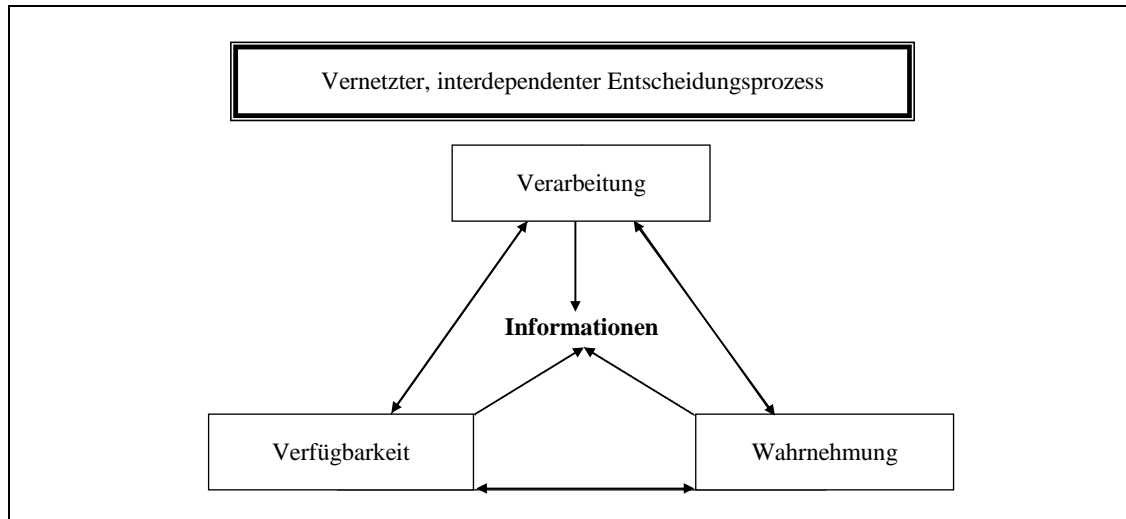 Vernetzter, interdependenter Entscheidungsprozess
Verarbeitung
Informationen
Verfügbarkeit
Wahrnehmung